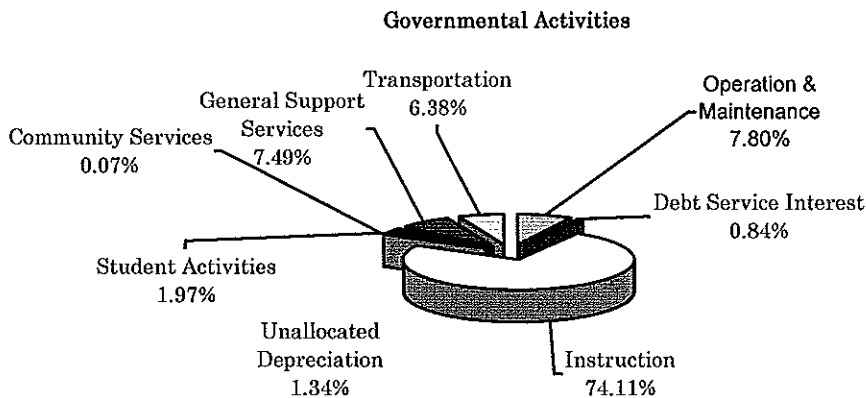 Governmental Activities
Transportation
6.38%
Operation &
Maintenance
7.80%
General Support
Services
7.49%
Community Services
0.07%
Debt Service Interest
0.84%
Student Activities
1.97%
Unallocated
Depreciation
1.34%
Instruction
74.11%